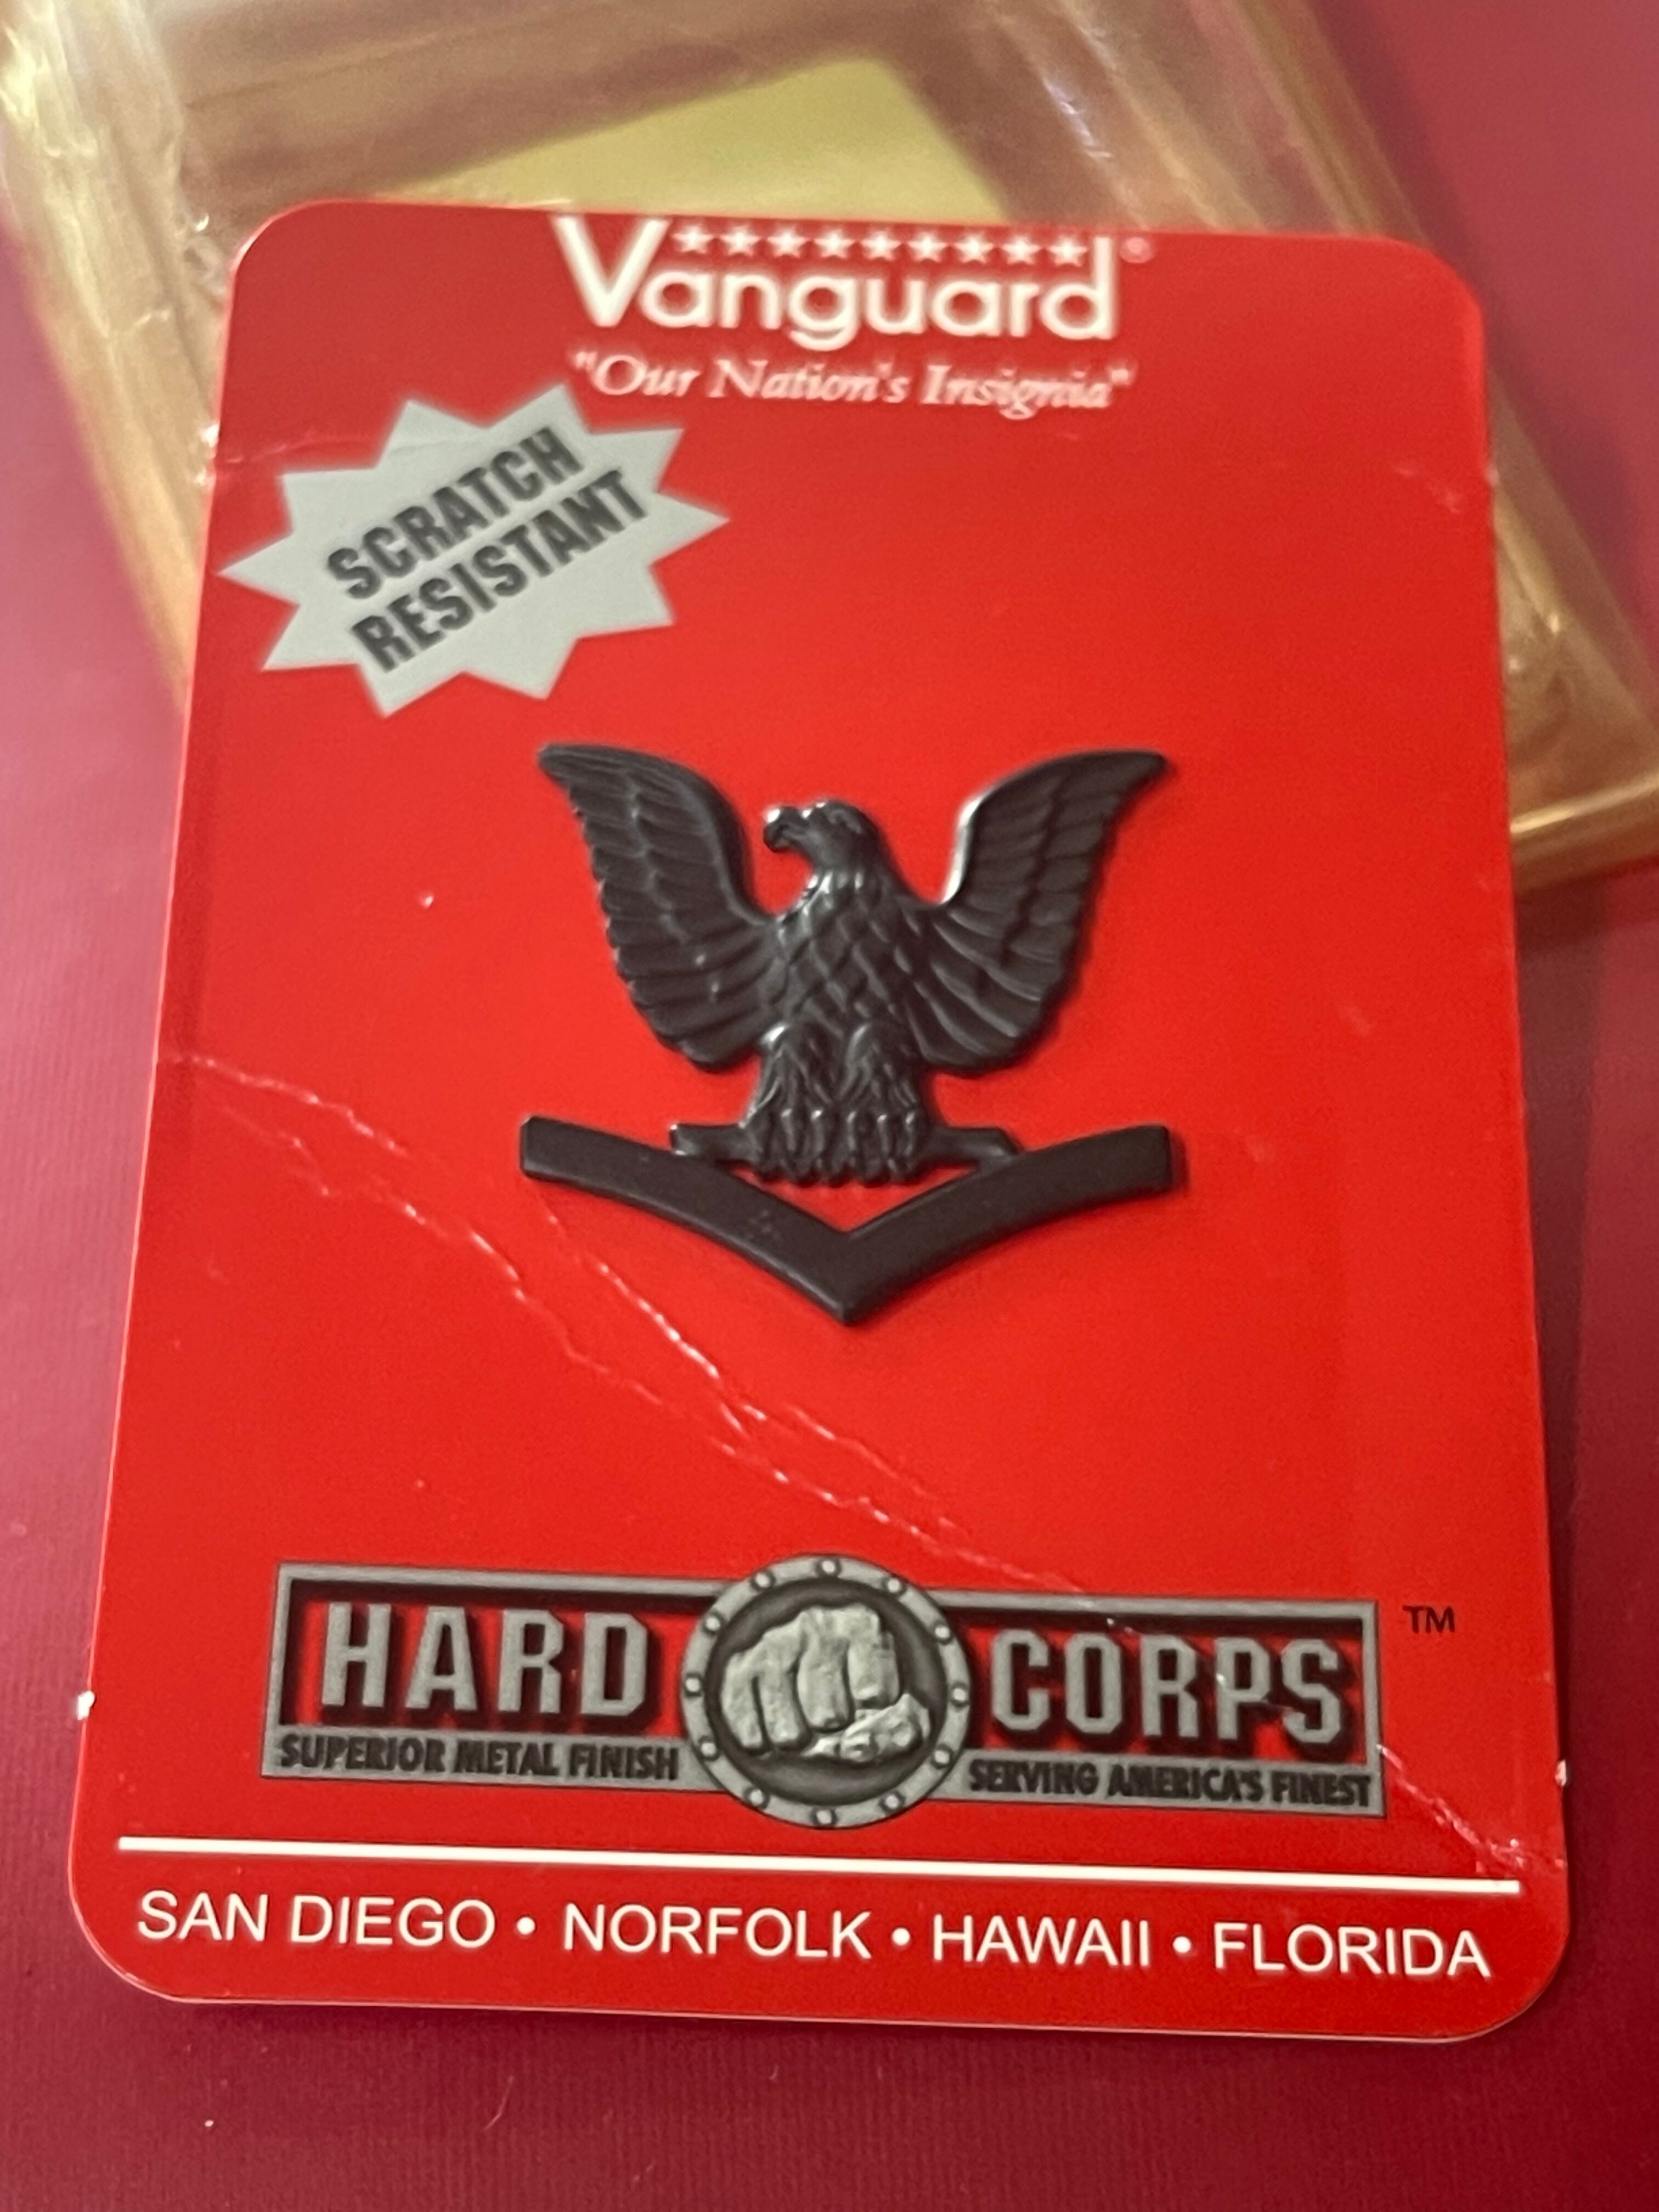 Vanguard®
"Our Nation's Insignia"
SCRATCH
RESISTANT
HARD CORPS ™
SUPERIOR METAL FINISH SERVING AMERICA'S FINEST
SAN DIEGO • NORFOLK • HAWAII • FLORIDA